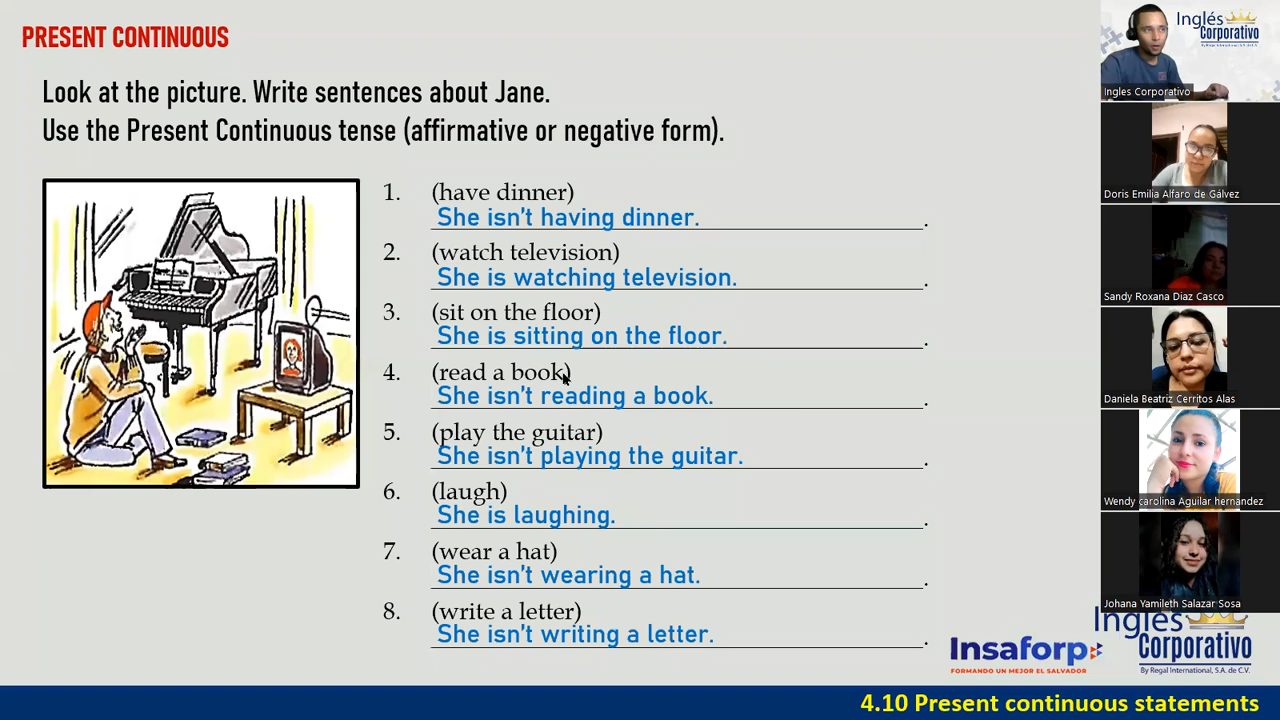 PRESENT CONTINUOUS
Look at the picture. Write sentences about Jane.
Use the Present Continuous tense (affirmative or negative form).
1. (have dinner)
She isn't having dinner. .
2. (watch television)
She is watching television. .
3. (sit on the floor)
She is sitting on the floor. .
4. (read a book)
She isn't reading a book. .
5. (play the guitar)
She isn't playing the guitar. .
6. (laugh)
She is laughing. .
7. (wear a hat)
She isn't wearing a hat. .
8. (write a letter)
She isn't writing a letter. .
Insaforp
FORMANDO UN MEJOR EL SALVADOR
Inglés
Corporativo
By Regal International, S.A. de C.V.
4.10 Present continuous statements
Inglés
Corporativo
By Regal International, S.A. de C.V.
Ingles Corporativo
Doris Emilia Alfaro de Gálvez
Sandy Roxana Diaz Casco
Daniela Beatriz Cerritos Alas
Wendy carolina Aguilar hernandez
Johana Yamileth Salazar Sosa